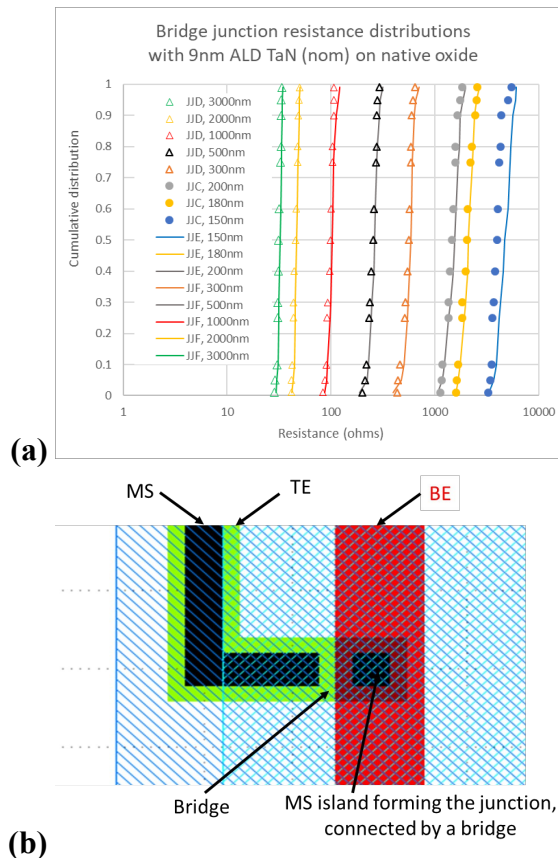 Bridge junction resistance distributions
with 9nm ALD TaN (nom) on native oxide
1
0.9
0.8
0.7
0.6
0.5
0.4
0.3
0.2
0.1
0
Cumulative distribution
JJD, 3000nm
JJD, 2000nm
JJD, 1000nm
JJD, 500nm
JJD, 300nm
JJC, 200nm
JJC, 180nm
JJC, 150nm
JJE, 150nm
JJE, 180nm
JJE, 200nm
JJF, 300nm
JJF, 500nm
JJF, 1000nm
JJF, 2000nm
JJF, 3000nm
1 10 100 1000 10000
Resistance (ohms)
(a)
MS TE BE
Bridge
MS island forming the junction,
connected by a bridge
(b)